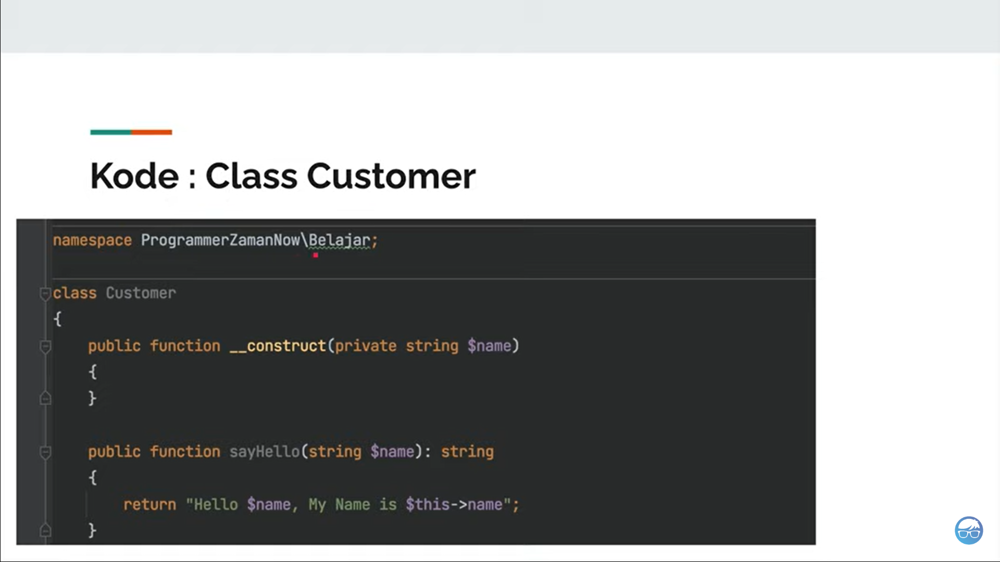 Kode : Class Customer
namespace ProgrammerZamanNow\Belajar;
class Customer
{
public function __construct(private string $name)
{
}
public function sayHello(string $name): string
{
return "Hello $name, My Name is $this->name";
}